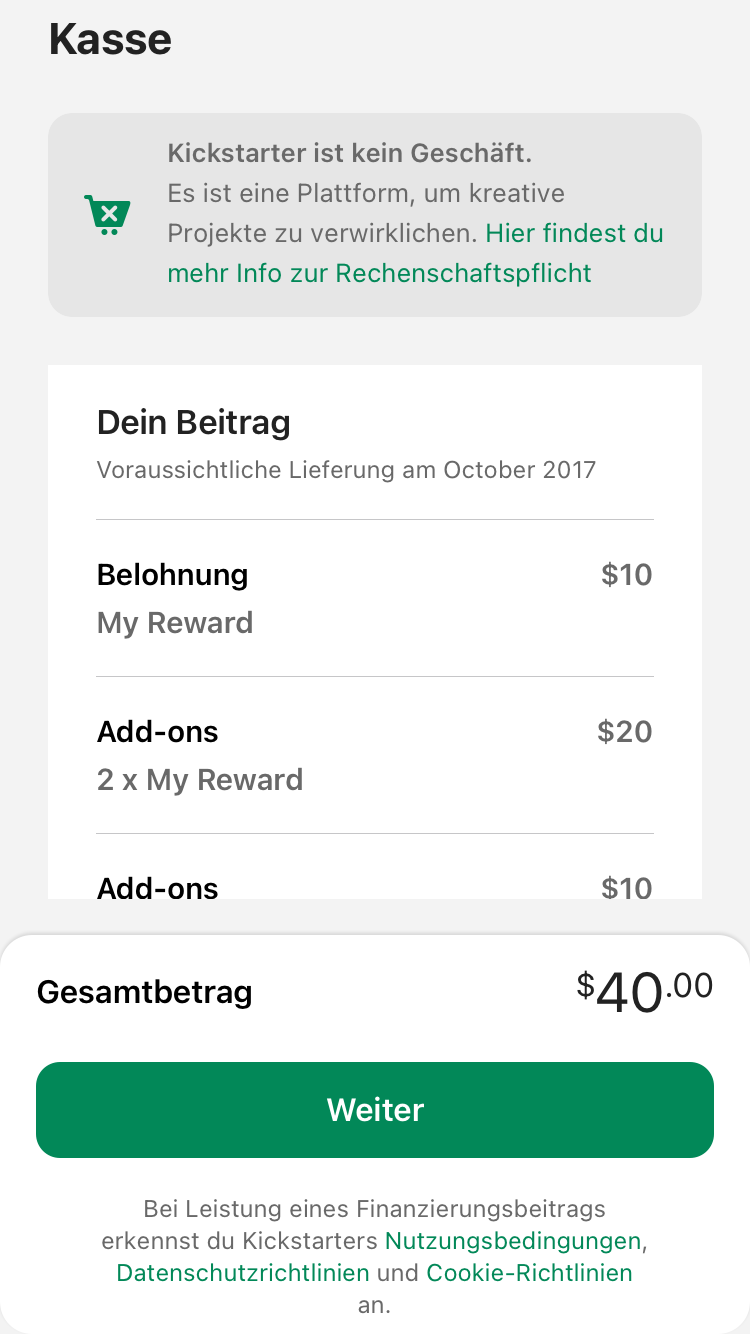 Kasse
Kickstarter ist kein Geschäft.
Es ist eine Plattform, um kreative
Projekte zu verwirklichen. Hier findest du
mehr Info zur Rechenschaftspflicht
Dein Beitrag
Voraussichtliche Lieferung am October 2017
Belohnung $10
My Reward
Add-ons $20
2 x My Reward
Add-ons $10
Gesamtbetrag $40.00
Weiter
Bei Leistung eines Finanzierungsbeitrags
erkennst du Kickstarters Nutzungsbedingungen,
Datenschutzrichtlinien und Cookie-Richtlinien
an.